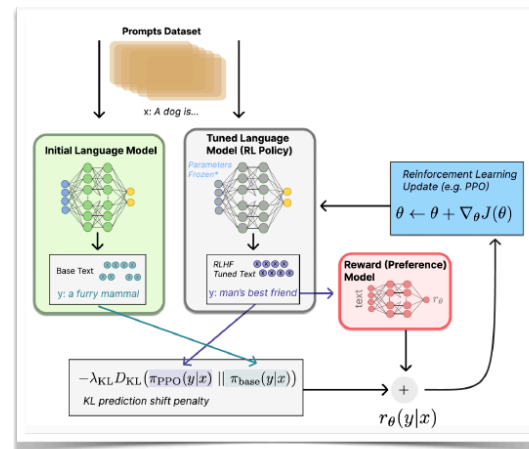 Prompts Dataset
x: A dog is...
Initial Language Model
Base Text
y: a furry mammal
Tuned Language
Model (RL Policy)
Parameters
Frozen*
RLHF
Tuned Text
y: man's best friend
Reinforcement Learning
Update (e.g. PPO)
θ ← θ + ∇θJ(θ)
Reward (Preference)
Model
text
rθ
−λKL DKL(πPPO(y|x) || πbase(y|x))
KL prediction shift penalty
+
rθ(y|x)